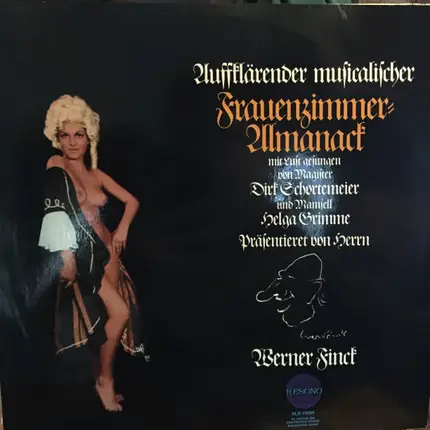 Auffklärender musicalischer
Frauenzimmer-
Almanack
mit Lust gesungen
von Magister
Dirk Schortemeier
und Mamsell
Helga Grimme
Präsentieret von Herrn
Werner Finck
RESONO